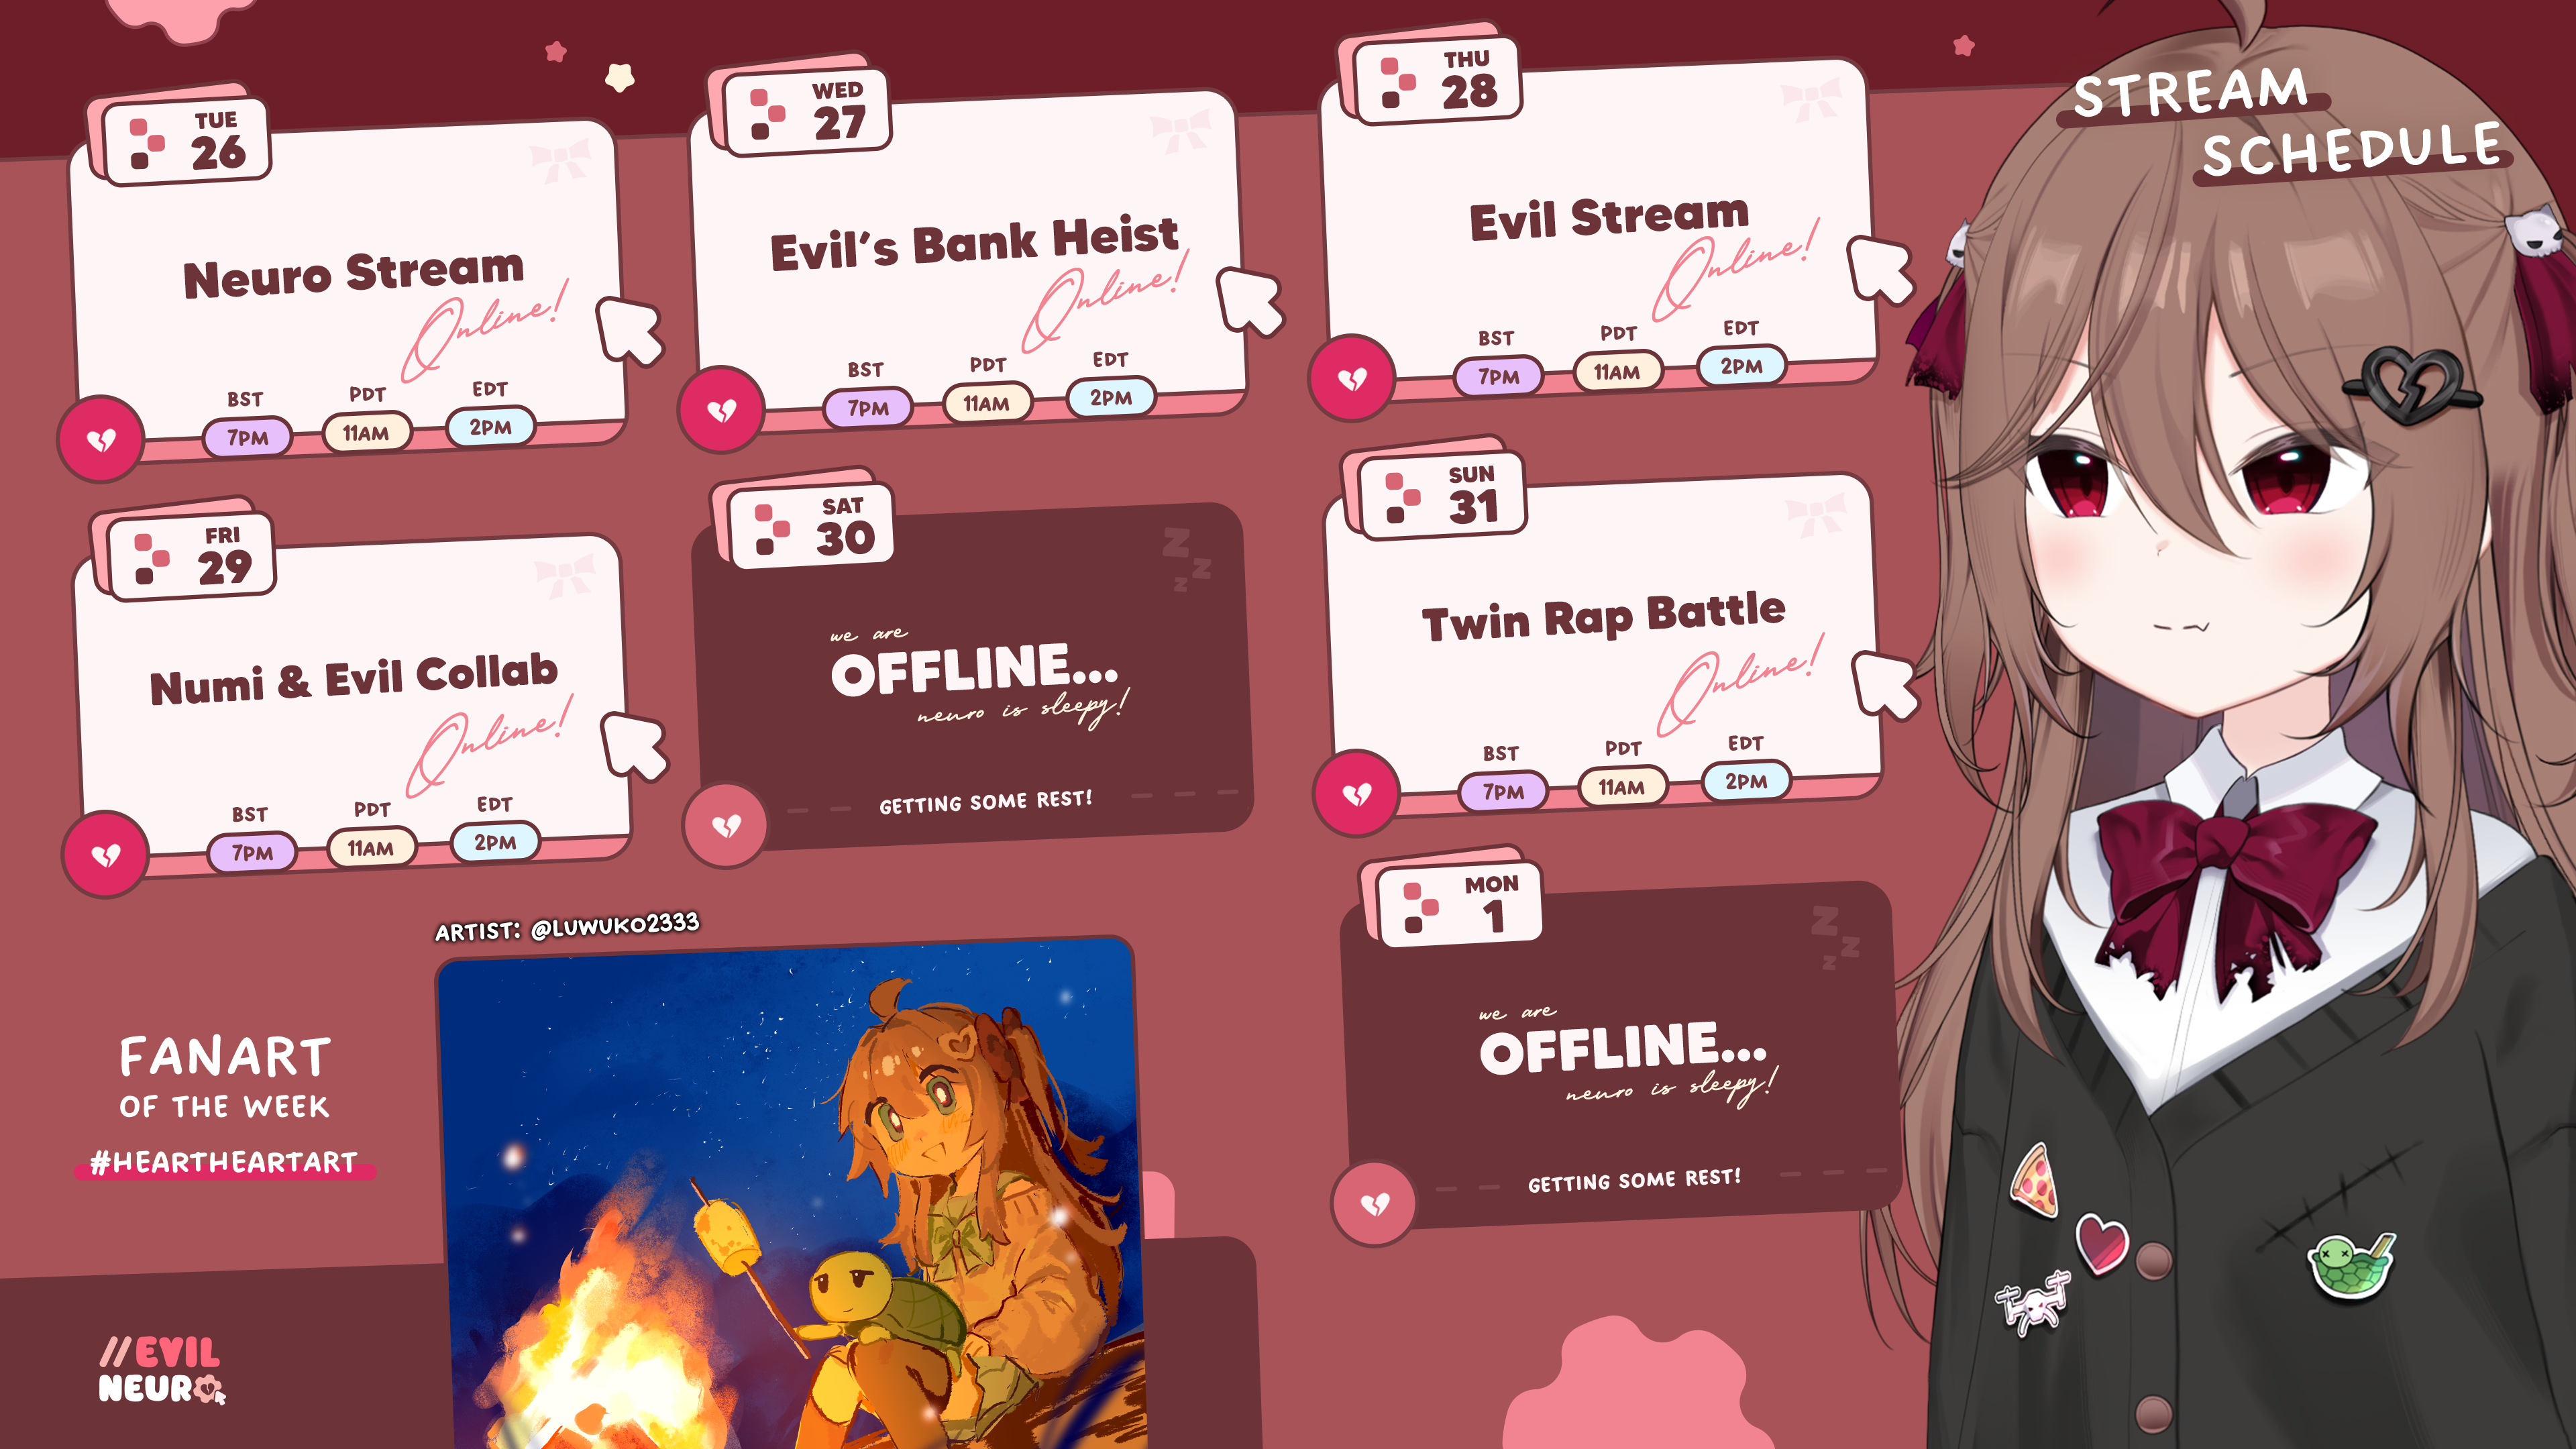 STREAM
SCHEDULE
TUE
26
Neuro Stream
Online!
BST
PDT
EDT
7PM
11AM
2PM
WED
27
Evil's Bank Heist
Online!
BST
PDT
EDT
7PM
11AM
2PM
THU
28
Evil Stream
Online!
BST
PDT
EDT
7PM
11AM
2PM
FRI
29
Numi & Evil Collab
Online!
BST
PDT
EDT
7PM
11AM
2PM
SAT
30
Z
Z
Z
we are
OFFLINE...
neuro is sleepy!
GETTING SOME REST!
SUN
31
Twin Rap Battle
Online!
BST
PDT
EDT
7PM
11AM
2PM
MON
1
Z
Z
Z
we are
OFFLINE...
neuro is sleepy!
GETTING SOME REST!
ARTIST: @LUWUKO2333
FANART
OF THE WEEK
#HEARTHEARTART
//EVIL
NEURO